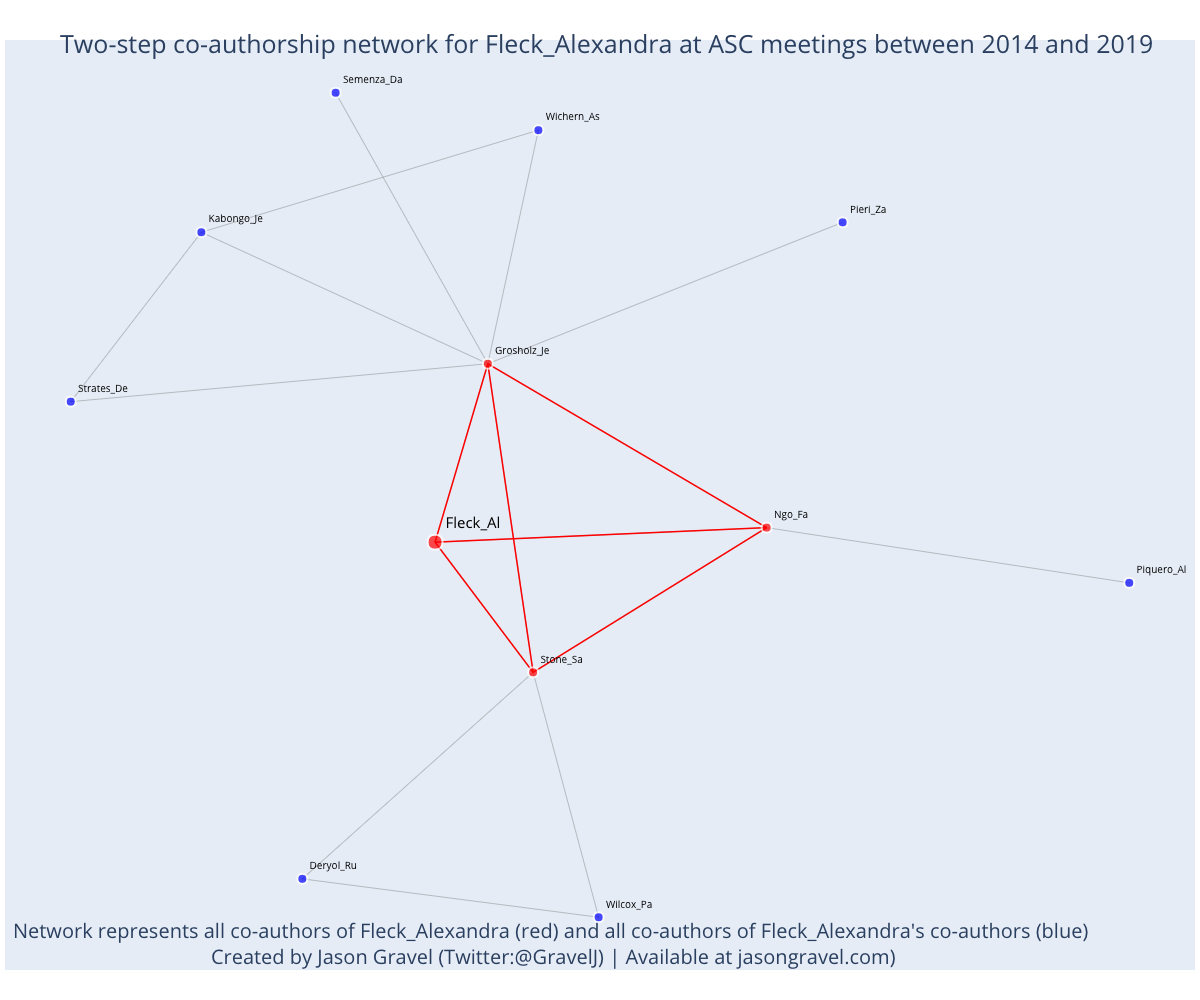 Two-step co-authorship network for Fleck_Alexandra at ASC meetings between 2014 and 2019
Semenza_Da
Wichern_As
Pieri_Za
Kabongo_Je
Grosholz_Je
Strates_De
Fleck_Al
Ngo_Fa
Piquero_Al
Stone_Sa
Deryol_Ru
Wilcox_Pa
Network represents all co-authors of Fleck_Alexandra (red) and all co-authors of Fleck_Alexandra's co-authors (blue)
Created by Jason Gravel (Twitter:@GravelJ) | Available at jasongravel.com)